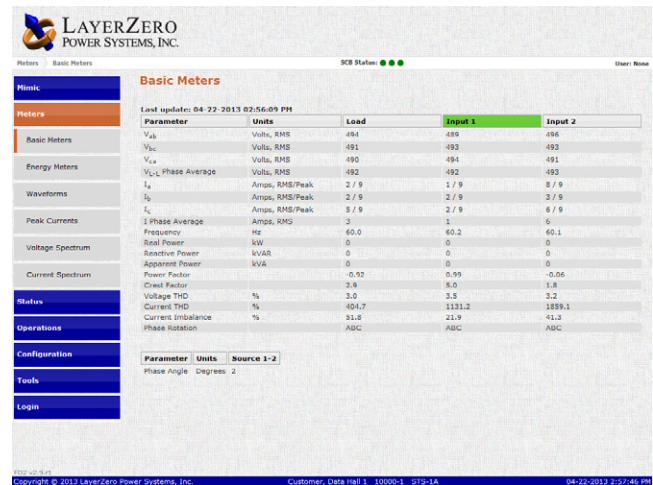 LAYERZERO
POWER SYSTEMS, INC.
Meters Basic Meters SCB Status: User: None
Mimic
Meters
Basic Meters
Energy Meters
Waveforms
Peak Currents
Voltage Spectrum
Current Spectrum
Status
Operations
Configuration
Tools
Login
Basic Meters
Last update: 04-22-2013 02:56:09 PM
Parameter Units Load Input 1 Input 2
Vab Volts, RMS 494 489 496
Vbc Volts, RMS 491 493 493
Vca Volts, RMS 490 494 491
VL-L Phase Average Volts, RMS 492 492 493
Ia Amps, RMS/Peak 2 / 9 1 / 9 8 / 9
Ib Amps, RMS/Peak 2 / 9 2 / 9 3 / 9
Ic Amps, RMS/Peak 5 / 9 2 / 9 6 / 9
I Phase Average Amps, RMS 3 1 6
Frequency Hz 60.0 60.2 60.1
Real Power kW 0 0 0
Reactive Power kVAR 0 0 0
Apparent Power kVA 0 0 0
Power Factor -0.92 0.99 -0.06
Crest Factor 2.9 5.0 1.8
Voltage THD % 3.0 3.5 3.2
Current THD % 404.7 1131.2 1859.1
Current Imbalance % 51.8 21.9 41.3
Phase Rotation ABC ABC ABC
Parameter Units Source 1-2
Phase Angle Degrees 2
Copyright © 2013 LayerZero Power Systems, Inc. Customer, Data Hall 1 10000-1 STS-1A 04-22-2013 2:57:46 PM